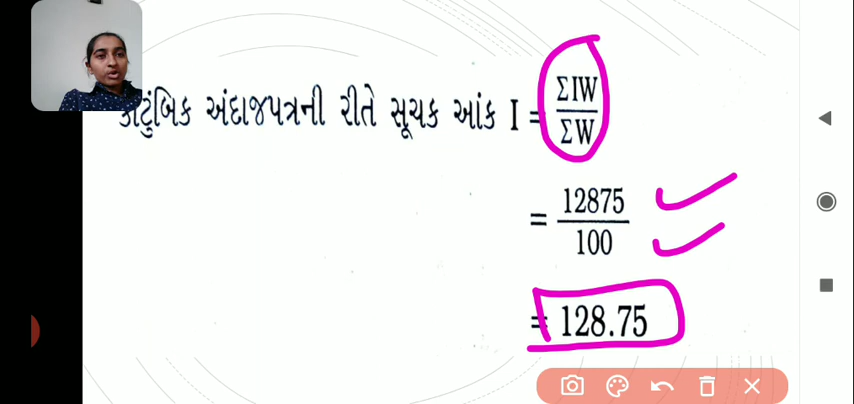 કૌટુંબિક અંદાજપત્રની રીતે સૂચક આંક I = ΣIW / ΣW
= 12875 / 100
= 128.75